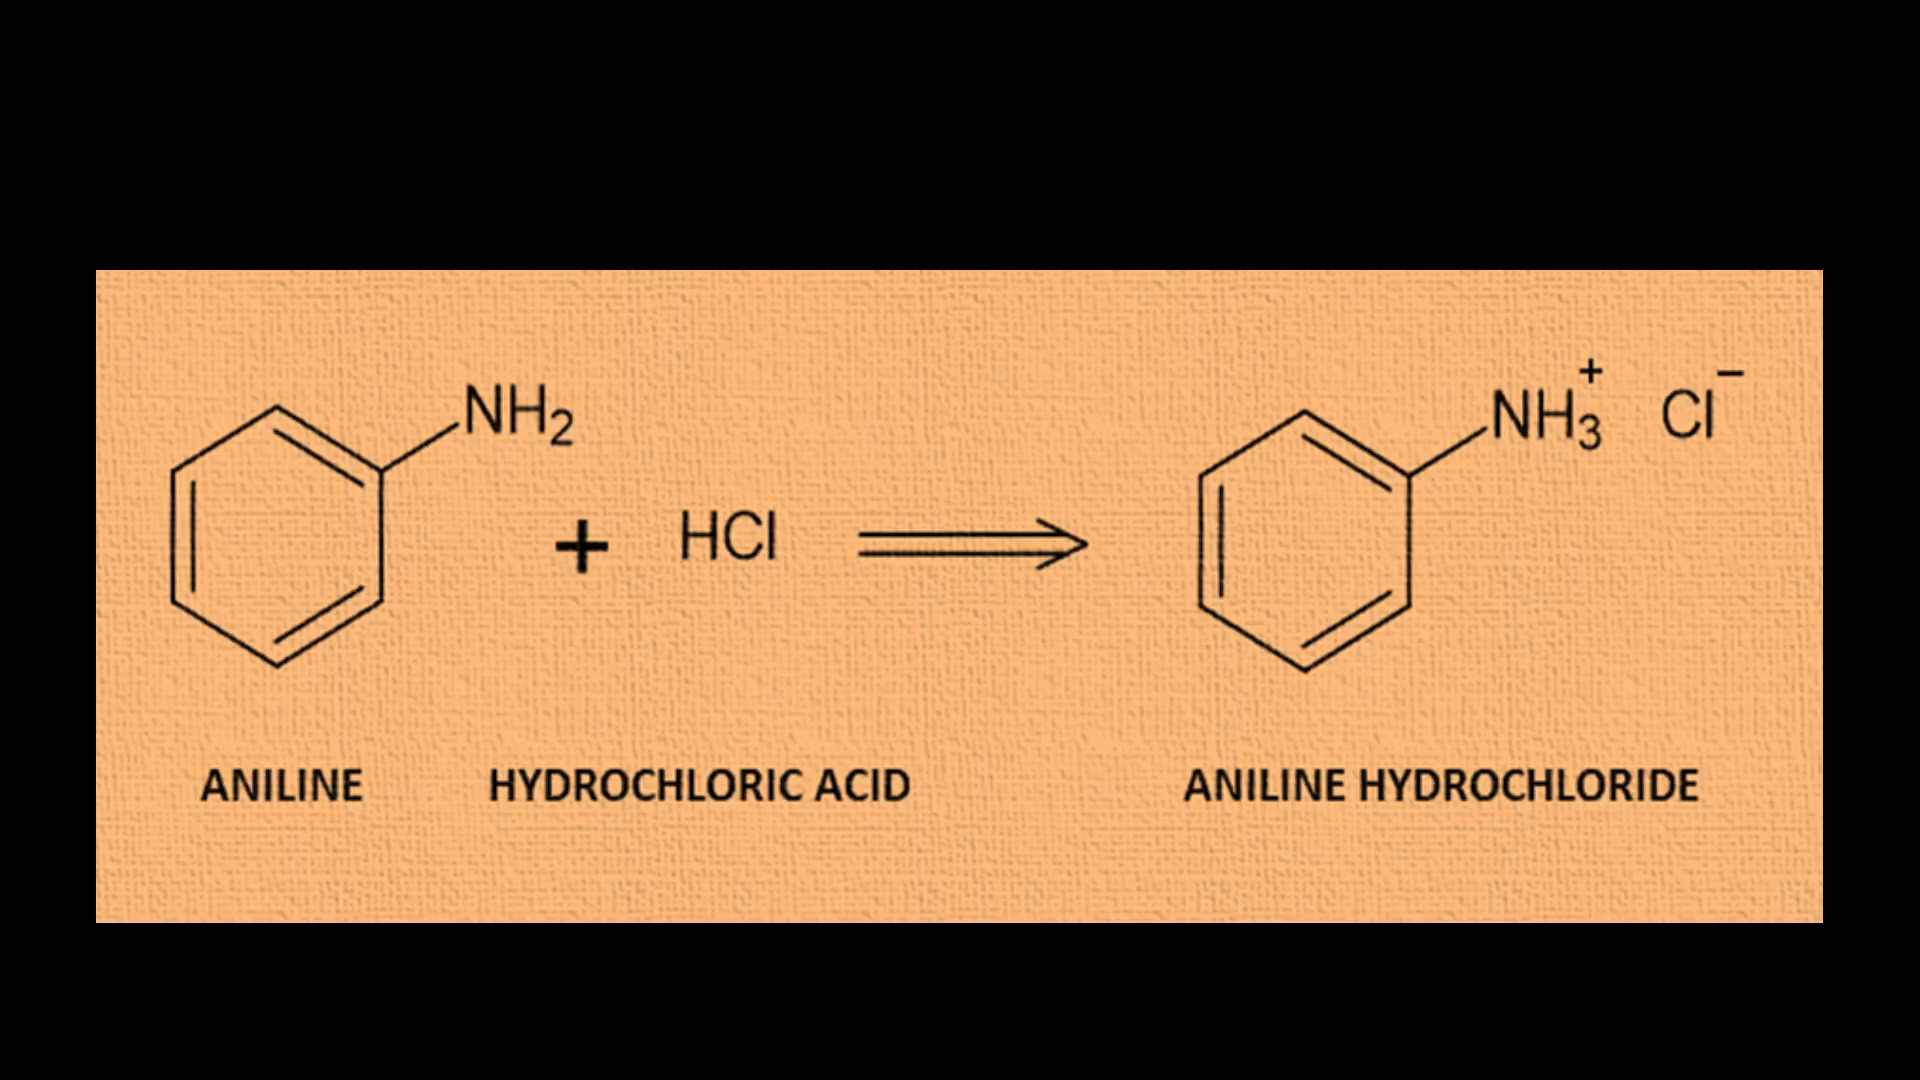 NH₂
NH₃⁺ Cl⁻
+ HCl
ANILINE HYDROCHLORIC ACID ANILINE HYDROCHLORIDE